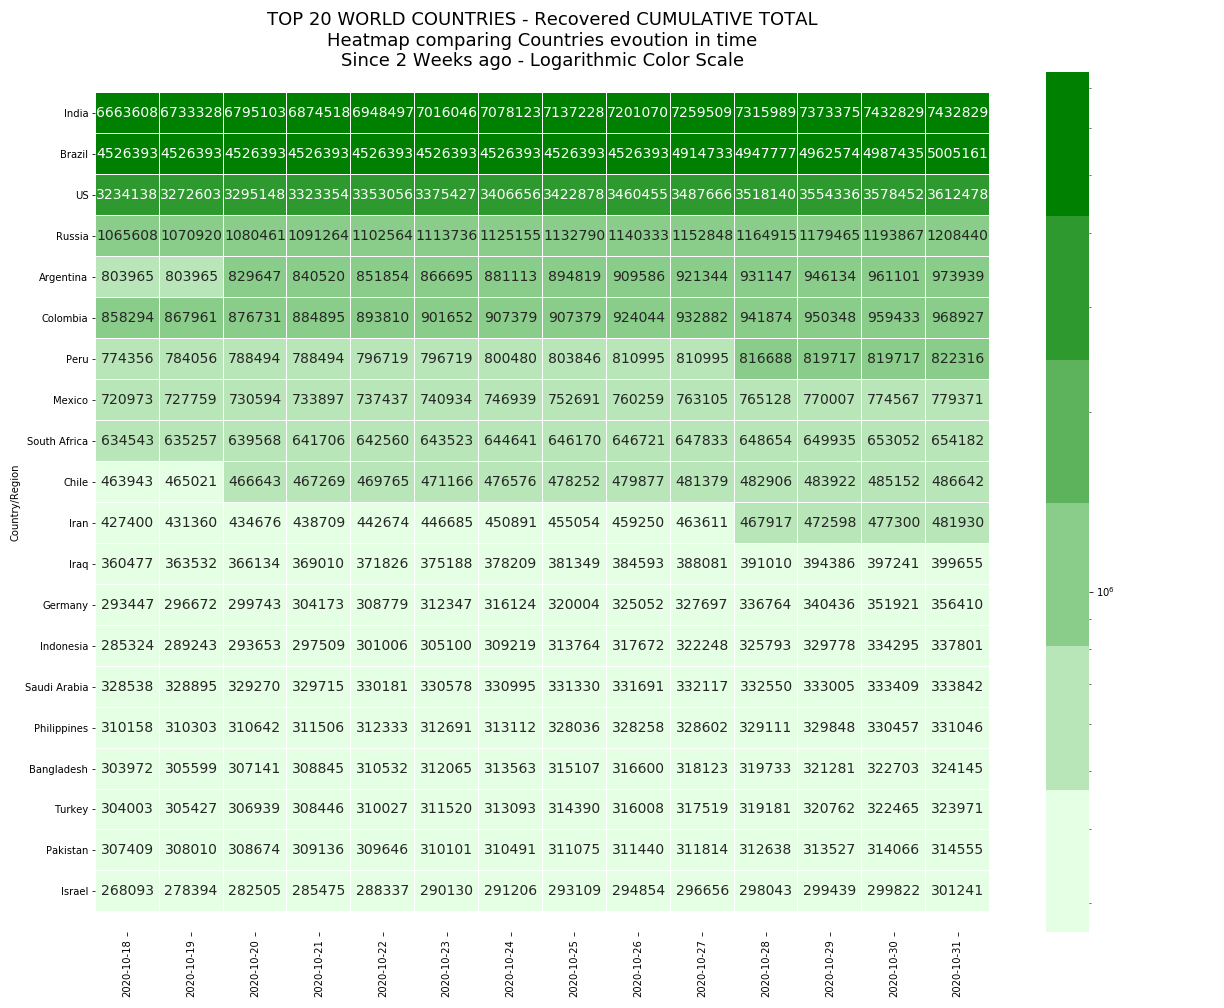 TOP 20 WORLD COUNTRIES - Recovered CUMULATIVE TOTAL
Heatmap comparing Countries evoution in time
Since 2 Weeks ago - Logarithmic Color Scale
India 6663608 6733328 6795103 6874518 6948497 7016046 7078123 7137228 7201070 7259509 7315989 7373375 7432829 7432829
Brazil 4526393 4526393 4526393 4526393 4526393 4526393 4526393 4526393 4526393 4914733 4947777 4962574 4987435 5005161
US 3234138 3272603 3295148 3323354 3353056 3375427 3406656 3422878 3460455 3487666 3518140 3554336 3578452 3612478
Russia 1065608 1070920 1080461 1091264 1102564 1113736 1125155 1132790 1140333 1152848 1164915 1179465 1193867 1208440
Argentina 803965 803965 829647 840520 851854 866695 881113 894819 909586 921344 931147 946134 961101 973939
Colombia 858294 867961 876731 884895 893810 901652 907379 907379 924044 932882 941874 950348 959433 968927
Peru 774356 784056 788494 788494 796719 796719 800480 803846 810995 810995 816688 819717 819717 822316
Mexico 720973 727759 730594 733897 737437 740934 746939 752691 760259 763105 765128 770007 774567 779371
South Africa 634543 635257 639568 641706 642560 643523 644641 646170 646721 647833 648654 649935 653052 654182
Chile 463943 465021 466643 467269 469765 471166 476576 478252 479877 481379 482906 483922 485152 486642
Iran 427400 431360 434676 438709 442674 446685 450891 455054 459250 463611 467917 472598 477300 481930
Iraq 360477 363532 366134 369010 371826 375188 378209 381349 384593 388081 391010 394386 397241 399655
Germany 293447 296672 299743 304173 308779 312347 316124 320004 325052 327697 336764 340436 351921 356410
Indonesia 285324 289243 293653 297509 301006 305100 309219 313764 317672 322248 325793 329778 334295 337801
Saudi Arabia 328538 328895 329270 329715 330181 330578 330995 331330 331691 332117 332550 333005 333409 333842
Philippines 310158 310303 310642 311506 312333 312691 313112 328036 328258 328602 329111 329848 330457 331046
Bangladesh 303972 305599 307141 308845 310532 312065 313563 315107 316600 318123 319733 321281 322703 324145
Turkey 304003 305427 306939 308446 310027 311520 313093 314390 316008 317519 319181 320762 322465 323971
Pakistan 307409 308010 308674 309136 309646 310101 310491 311075 311440 311814 312638 313527 314066 314555
Israel 268093 278394 282505 285475 288337 290130 291206 293109 294854 296656 298043 299439 299822 301241
2020-10-18 2020-10-19 2020-10-20 2020-10-21 2020-10-22 2020-10-23 2020-10-24 2020-10-25 2020-10-26 2020-10-27 2020-10-28 2020-10-29 2020-10-30 2020-10-31
Country/Region
10⁶